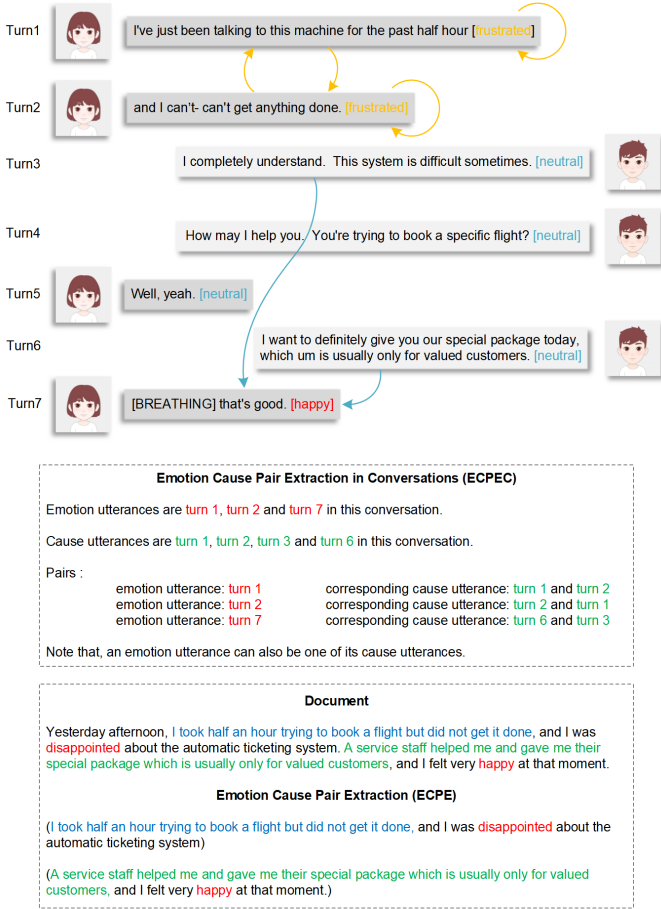 Turn1
I've just been talking to this machine for the past half hour [frustrated]
Turn2
and I can't- can't get anything done. [frustrated]
Turn3
I completely understand.  This system is difficult sometimes. [neutral]
Turn4
How may I help you.  You're trying to book a specific flight? [neutral]
Turn5
Well, yeah. [neutral]
Turn6
I want to definitely give you our special package today,
which um is usually only for valued customers. [neutral]
Turn7
[BREATHING] that's good. [happy]
Emotion Cause Pair Extraction in Conversations (ECPEC)
Emotion utterances are turn 1, turn 2 and turn 7 in this conversation.
Cause utterances are turn 1, turn 2, turn 3 and turn 6 in this conversation.
Pairs :
emotion utterance: turn 1 corresponding cause utterance: turn 1 and turn 2
emotion utterance: turn 2 corresponding cause utterance: turn 2 and turn 1
emotion utterance: turn 7 corresponding cause utterance: turn 6 and turn 3
Note that, an emotion utterance can also be one of its cause utterances.
Document
Yesterday afternoon, I took half an hour trying to book a flight but did not get it done, and I was
disappointed about the automatic ticketing system. A service staff helped me and gave me their
special package which is usually only for valued customers, and I felt very happy at that moment.
Emotion Cause Pair Extraction (ECPE)
(I took half an hour trying to book a flight but did not get it done, and I was disappointed about the
automatic ticketing system)
(A service staff helped me and gave me their special package which is usually only for valued
customers, and I felt very happy at that moment.)